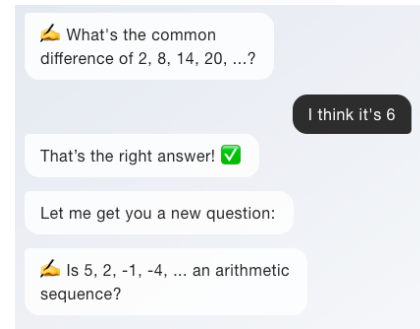 ✍️ What's the common
difference of 2, 8, 14, 20, ...?
I think it's 6
That’s the right answer! ✅
Let me get you a new question:
✍️ Is 5, 2, -1, -4, ... an arithmetic
sequence?